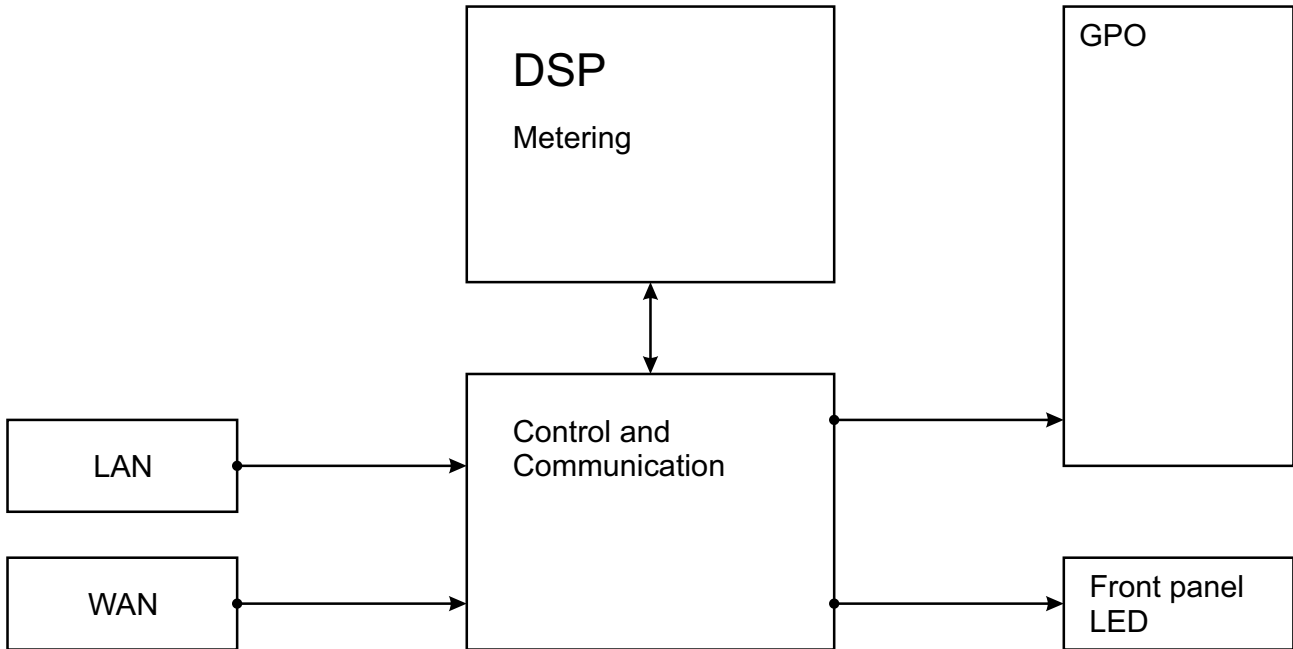 DSP
Metering
GPO
Control and
Communication
LAN
WAN
Front panel
LED